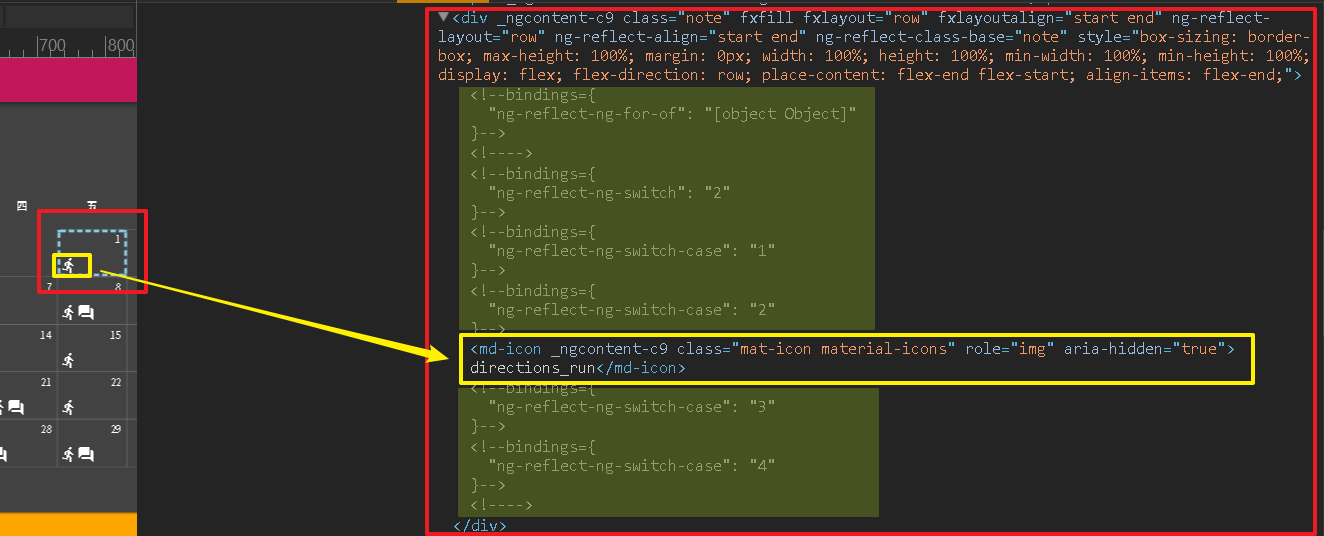 700
800
四
五
1
7
8
14
15
21
22
28
29
<div _ngcontent-c9 class="note" fxfill fxlayout="row" fxlayoutalign="start end" ng-reflect-
layout="row" ng-reflect-align="start end" ng-reflect-class-base="note" style="box-sizing: border-
box; max-height: 100%; margin: 0px; width: 100%; height: 100%; min-width: 100%; min-height: 100%;
display: flex; flex-direction: row; place-content: flex-end flex-start; align-items: flex-end;">
<!--bindings={
"ng-reflect-ng-for-of": "[object Object]"
}-->
<!---->
<!--bindings={
"ng-reflect-ng-switch": "2"
}-->
<!--bindings={
"ng-reflect-ng-switch-case": "1"
}-->
<!--bindings={
"ng-reflect-ng-switch-case": "2"
}-->
<md-icon _ngcontent-c9 class="mat-icon material-icons" role="img" aria-hidden="true">
directions_run</md-icon>
<!--bindings={
"ng-reflect-ng-switch-case": "3"
}-->
<!--bindings={
"ng-reflect-ng-switch-case": "4"
}-->
<!---->
</div>